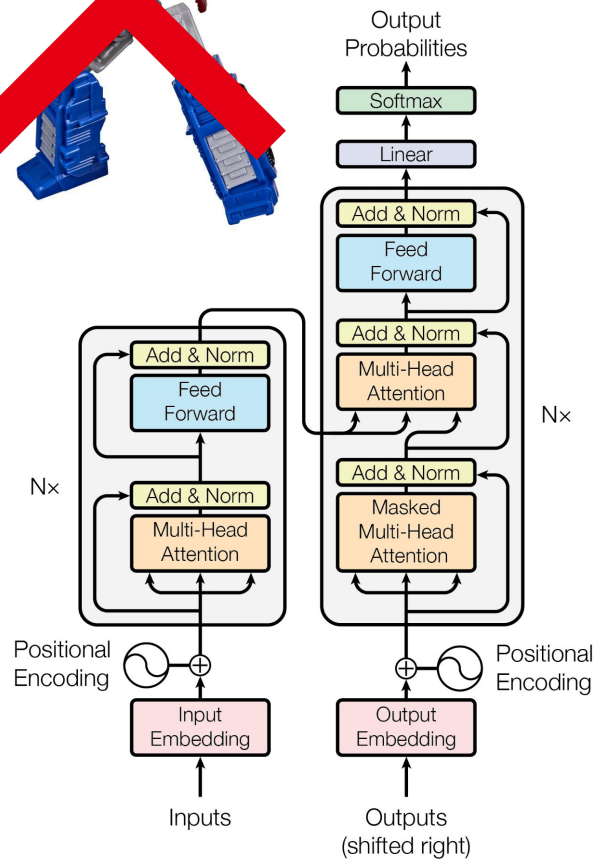 Output
Probabilities
Softmax
Linear
Add & Norm
Feed
Forward
Add & Norm
Multi-Head
Attention
Add & Norm
Masked
Multi-Head
Attention
N×
Positional
Encoding
Output
Embedding
Outputs
(shifted right)
Add & Norm
Feed
Forward
Add & Norm
Multi-Head
Attention
N×
Positional
Encoding
Input
Embedding
Inputs